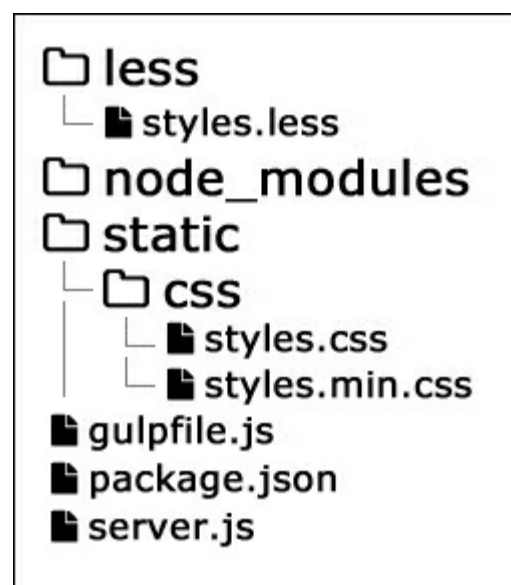 less
styles.less
node_modules
static
css
styles.css
styles.min.css
gulpfile.js
package.json
server.js